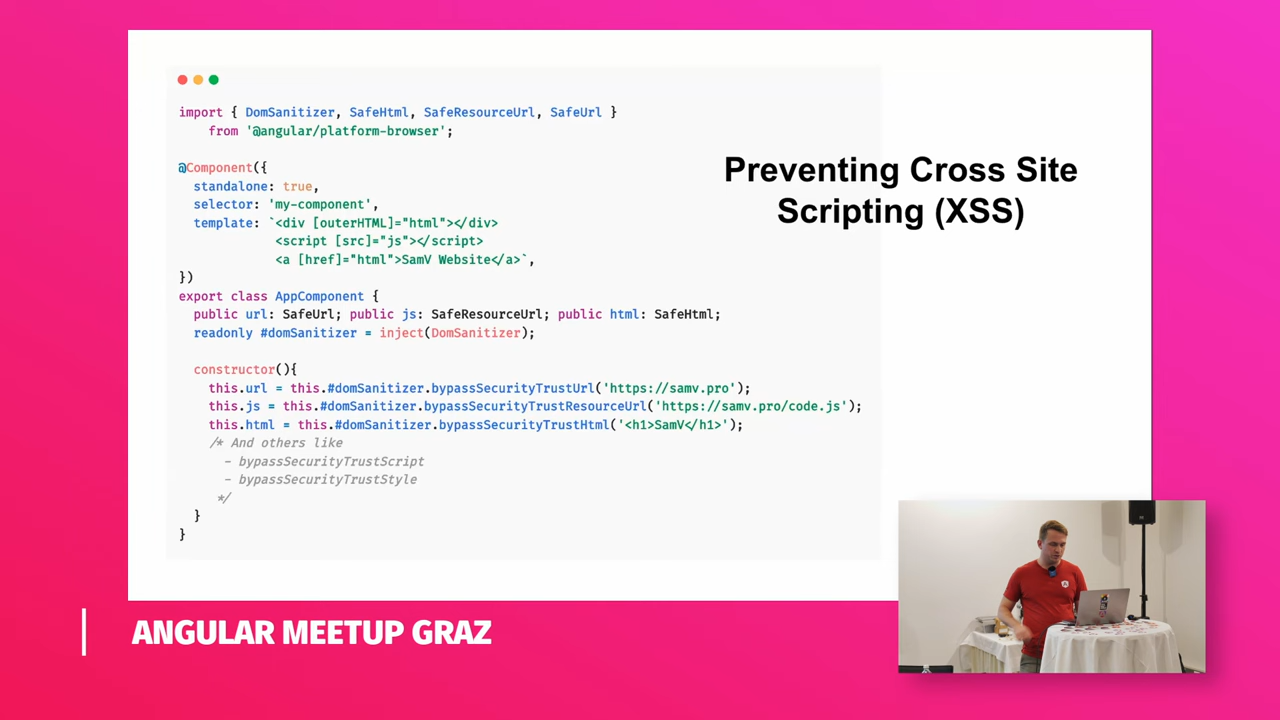 import { DomSanitizer, SafeHtml, SafeResourceUrl, SafeUrl }
    from '@angular/platform-browser';
@Component({
  standalone: true,
  selector: 'my-component',
  template: `<div [outerHTML]="html"></div>
             <script [src]="js"></script>
             <a [href]="html">SamV Website</a>`,
})
export class AppComponent {
  public url: SafeUrl; public js: SafeResourceUrl; public html: SafeHtml;
  readonly #domSanitizer = inject(DomSanitizer);
  constructor(){
    this.url = this.#domSanitizer.bypassSecurityTrustUrl('https://samv.pro');
    this.js = this.#domSanitizer.bypassSecurityTrustResourceUrl('https://samv.pro/code.js');
    this.html = this.#domSanitizer.bypassSecurityTrustHtml('<h1>SamV</h1>');
    /* And others like
      - bypassSecurityTrustScript
      - bypassSecurityTrustStyle
     */
  }
}
Preventing Cross Site
Scripting (XSS)
ANGULAR MEETUP GRAZ